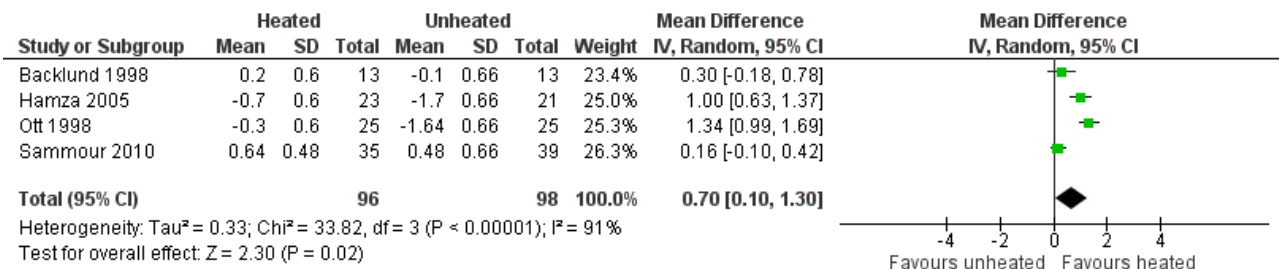 Heated Unheated Mean Difference Mean Difference
Study or Subgroup Mean SD Total Mean SD Total Weight IV, Random, 95% CI IV, Random, 95% CI
Backlund 1998 0.2 0.6 13 -0.1 0.66 13 23.4% 0.30 [-0.18, 0.78]
Hamza 2005 -0.7 0.6 23 -1.7 0.66 21 25.0% 1.00 [0.63, 1.37]
Ott 1998 -0.3 0.6 25 -1.64 0.66 25 25.3% 1.34 [0.99, 1.69]
Sammour 2010 0.64 0.48 35 0.48 0.66 39 26.3% 0.16 [-0.10, 0.42]
Total (95% CI) 96 98 100.0% 0.70 [0.10, 1.30]
Heterogeneity: Tau² = 0.33; Chi² = 33.82, df = 3 (P < 0.00001); I² = 91%
Test for overall effect: Z = 2.30 (P = 0.02)
-4 -2 0 2 4
Favours unheated Favours heated